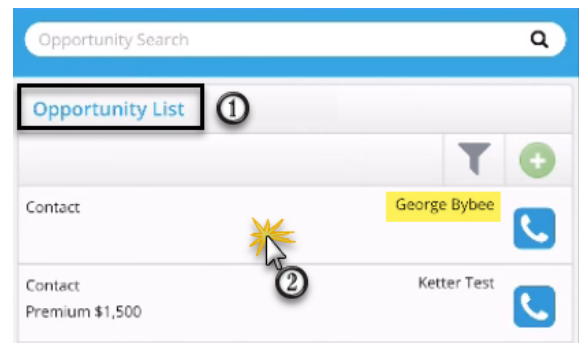 Opportunity Search
Opportunity List ①
Contact George Bybee
②
Contact Ketter Test
Premium $1,500